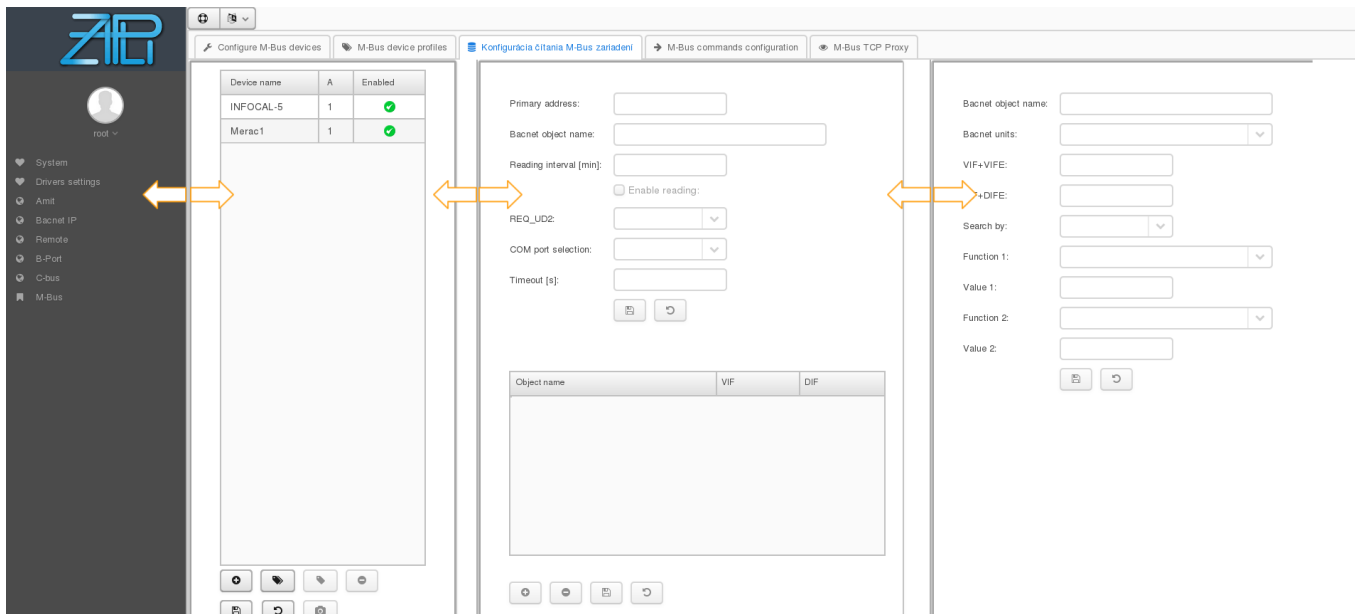 ZAPLI
root
System
Drivers settings
Amit
Bacnet IP
Remote
B-Port
C-bus
M-Bus
Configure M-Bus devices
M-Bus device profiles
Konfigurácia čítania M-Bus zariadení
M-Bus commands configuration
M-Bus TCP Proxy
Device name A Enabled
INFOCAL-5 1
Merac1 1
Primary address:
Bacnet object name:
Reading interval [min]:
Enable reading:
REQ_UD2:
COM port selection:
Timeout [s]:
Object name VIF DIF
Bacnet object name:
Bacnet units:
VIF+VIFE:
F+DIFE:
Search by:
Function 1:
Value 1:
Function 2:
Value 2: